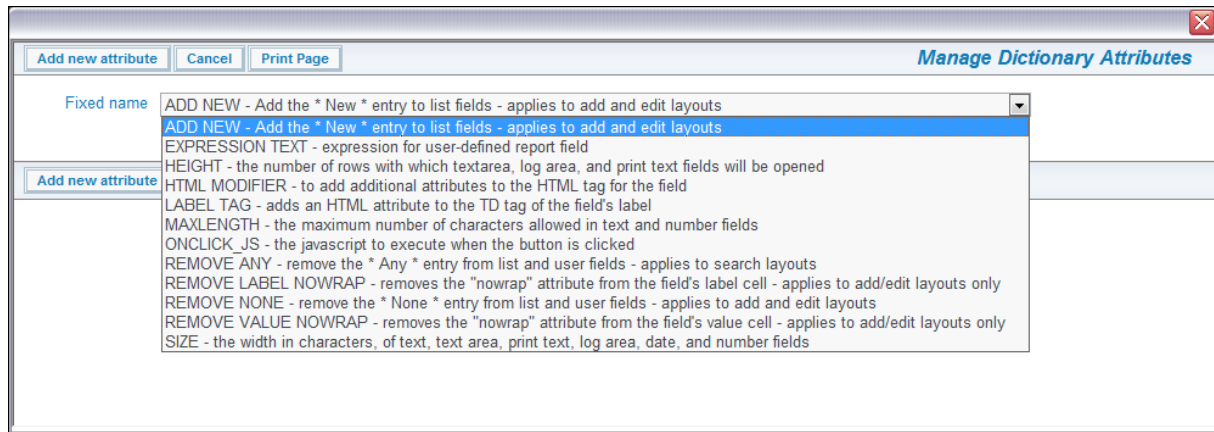 Add new attribute Cancel Print Page Manage Dictionary Attributes
Fixed name ADD NEW - Add the * New * entry to list fields - applies to add and edit layouts
ADD NEW - Add the * New * entry to list fields - applies to add and edit layouts
EXPRESSION TEXT - expression for user-defined report field
HEIGHT - the number of rows with which textarea, log area, and print text fields will be opened
Add new attribute HTML MODIFIER - to add additional attributes to the HTML tag for the field
LABEL TAG - adds an HTML attribute to the TD tag of the field's label
MAXLENGTH - the maximum number of characters allowed in text and number fields
ONCLICK_JS - the javascript to execute when the button is clicked
REMOVE ANY - remove the * Any * entry from list and user fields - applies to search layouts
REMOVE LABEL NOWRAP - removes the "nowrap" attribute from the field's label cell - applies to add/edit layouts only
REMOVE NONE - remove the * None * entry from list and user fields - applies to add and edit layouts
REMOVE VALUE NOWRAP - removes the "nowrap" attribute from the field's value cell - applies to add/edit layouts only
SIZE - the width in characters, of text, text area, print text, log area, date, and number fields